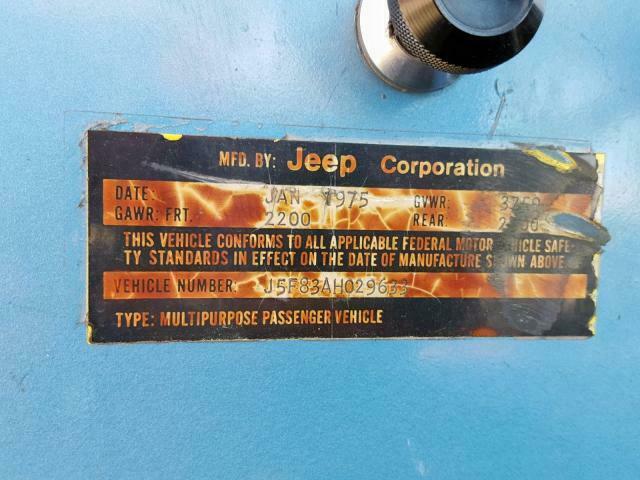 MFD. BY: Jeep Corporation
DATE: JAN 1975 GVWR: 3750
GAWR: FRT. 2200 REAR:
THIS VEHICLE CONFORMS TO ALL APPLICABLE FEDERAL MOTOR VEHICLE SAFE-
TY STANDARDS IN EFFECT ON THE DATE OF MANUFACTURE SHOWN ABOVE
VEHICLE NUMBER: J5F83AH029633
TYPE: MULTIPURPOSE PASSENGER VEHICLE